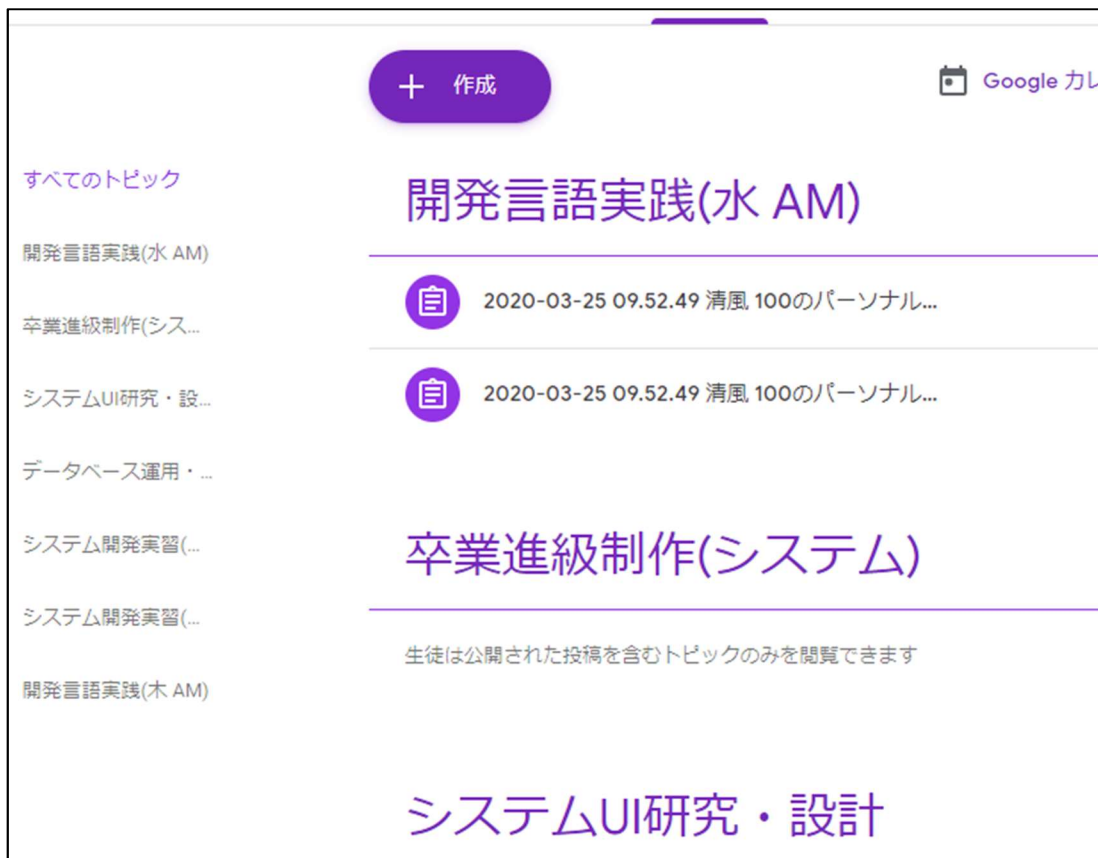 作成
Google カレ
すべてのトピック
開発言語実践(水 AM)
卒業進級制作(シス...
システムUI研究・設...
データベース運用・...
システム開発実習(...
システム開発実習(...
開発言語実践(木 AM)
開発言語実践(水 AM)
2020-03-25 09.52.49 清風 100のパーソナル...
2020-03-25 09.52.49 清風 100のパーソナル...
卒業進級制作(システム)
生徒は公開された投稿を含むトピックのみを閲覧できます
システムUI研究・設計